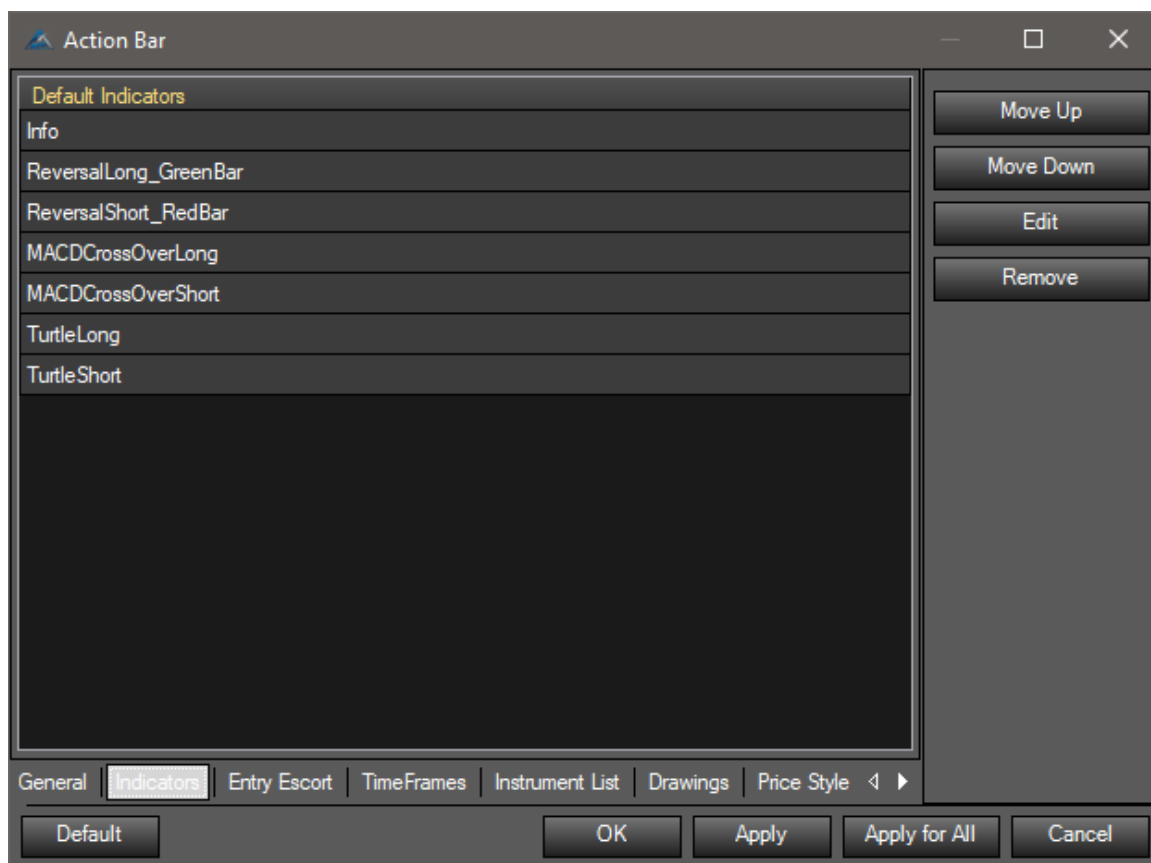 Action Bar
Default Indicators
Info
ReversalLong_GreenBar
ReversalShort_RedBar
MACDCrossOverLong
MACDCrossOverShort
TurtleLong
TurtleShort
Move Up
Move Down
Edit
Remove
General Indicators Entry Escort TimeFrames Instrument List Drawings Price Style
Default OK Apply Apply for All Cancel